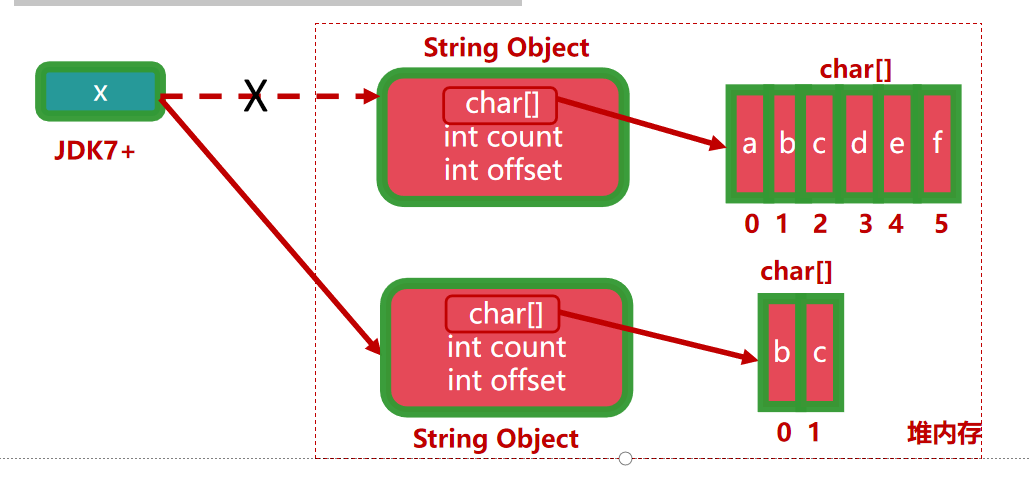 String Object
char[]
x
X
char[]
int count
int offset
a b c d e f
JDK7+
0 1 2 3 4 5
char[]
char[]
int count
int offset
b c
String Object
0 1
堆内存